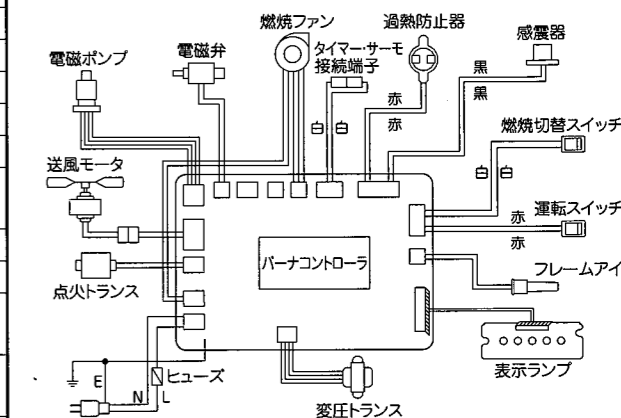 燃焼ファン
過熱防止器
感震器
電磁ポンプ
電磁弁
タイマー・サーモ
接続端子
黒
黒
赤
赤
白
白
燃焼切替スイッチ
白
白
送風モータ
赤
運転スイッチ
赤
バーナコントローラ
フレームアイ
点火トランス
ヒューズ
E
N
L
変圧トランス
表示ランプ